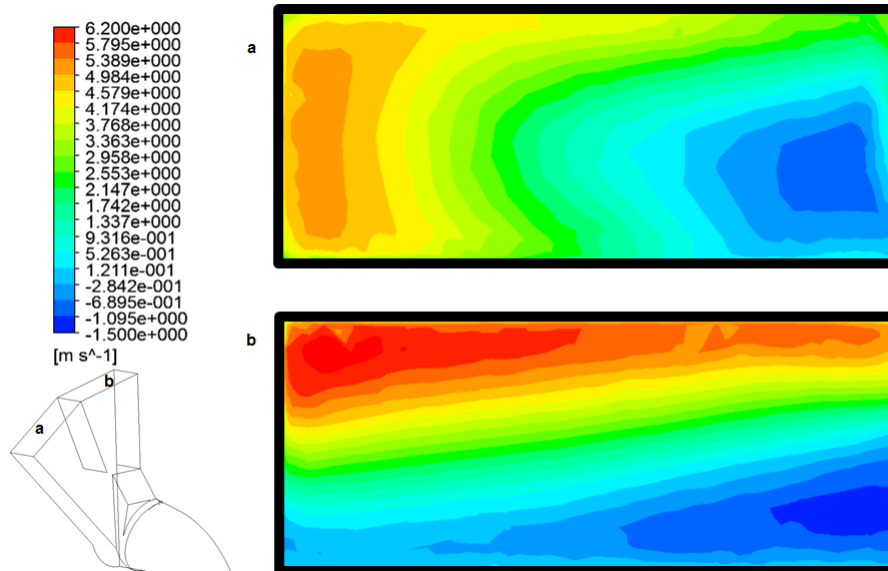 6.200e+000
5.795e+000
5.389e+000
4.984e+000
4.579e+000
4.174e+000
3.768e+000
3.363e+000
2.958e+000
2.553e+000
2.147e+000
1.742e+000
1.337e+000
9.316e-001
5.263e-001
1.211e-001
-2.842e-001
-6.895e-001
-1.095e+000
-1.500e+000
[m s^-1]
a
b
a
b